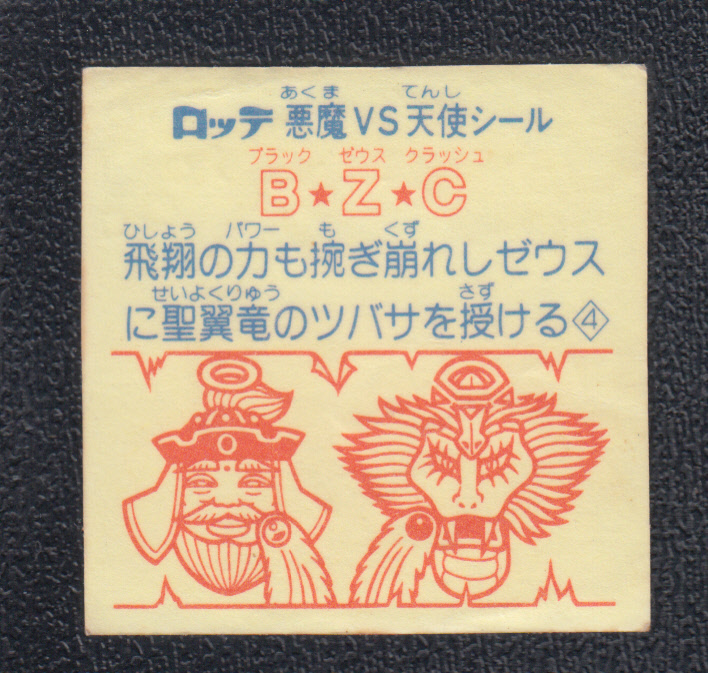 あくま てんし
ロッテ 悪魔VS天使シール
ブラック ゼウス クラッシュ
B★Z★C
ひしょう パワー も くず
飛翔の力も捥ぎ崩れしゼウス
せいよくりゅう さず
に聖翼竜のツバサを授ける④